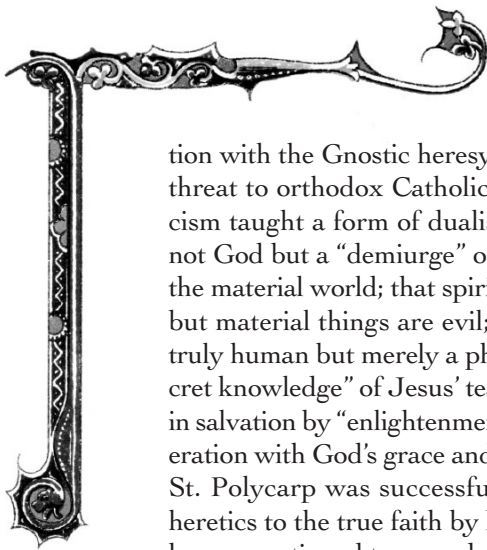 tion with the Gnostic heresy
threat to orthodox Catholic
cism taught a form of dualis
not God but a “demiurge” o
the material world; that spiri
but material things are evil;
truly human but merely a ph
cret knowledge” of Jesus’ tea
in salvation by “enlightenme
eration with God’s grace and
St. Polycarp was successfu
heretics to the true faith by